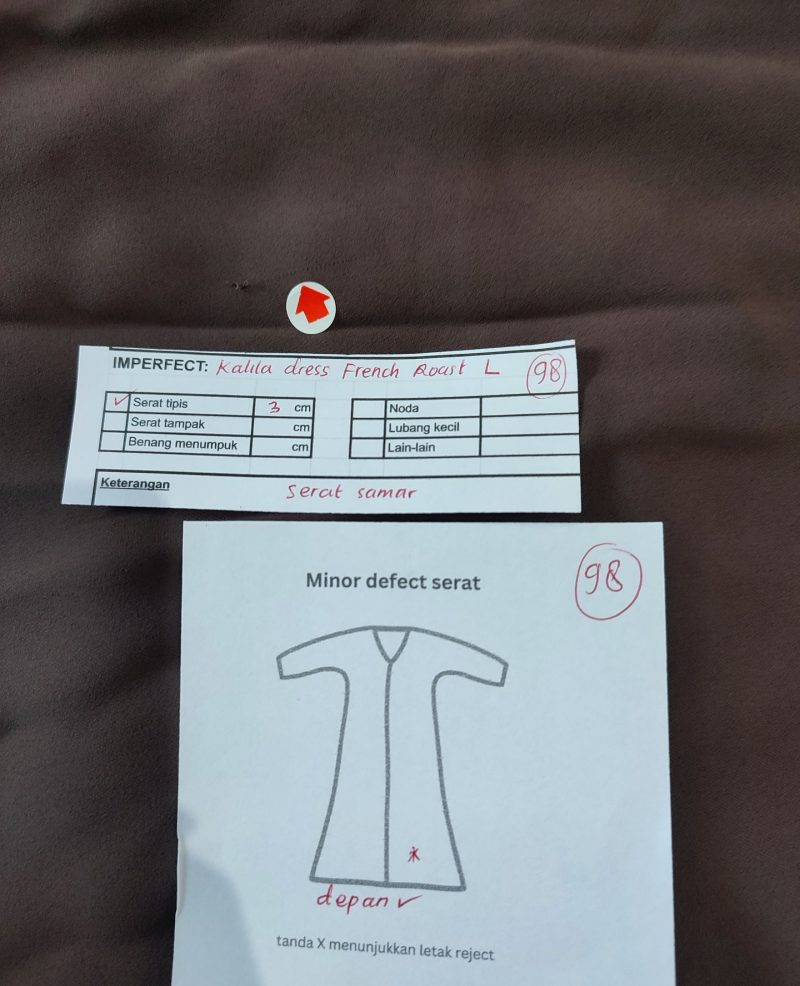 IMPERFECT: Kalila dress French Roast L 98
✓ Serat tipis 3 cm Noda
Serat tampak cm Lubang kecil
Benang menumpuk cm Lain-lain
Keterangan
Serat samar
Minor defect serat 98
depan ✓
tanda X menunjukkan letak reject